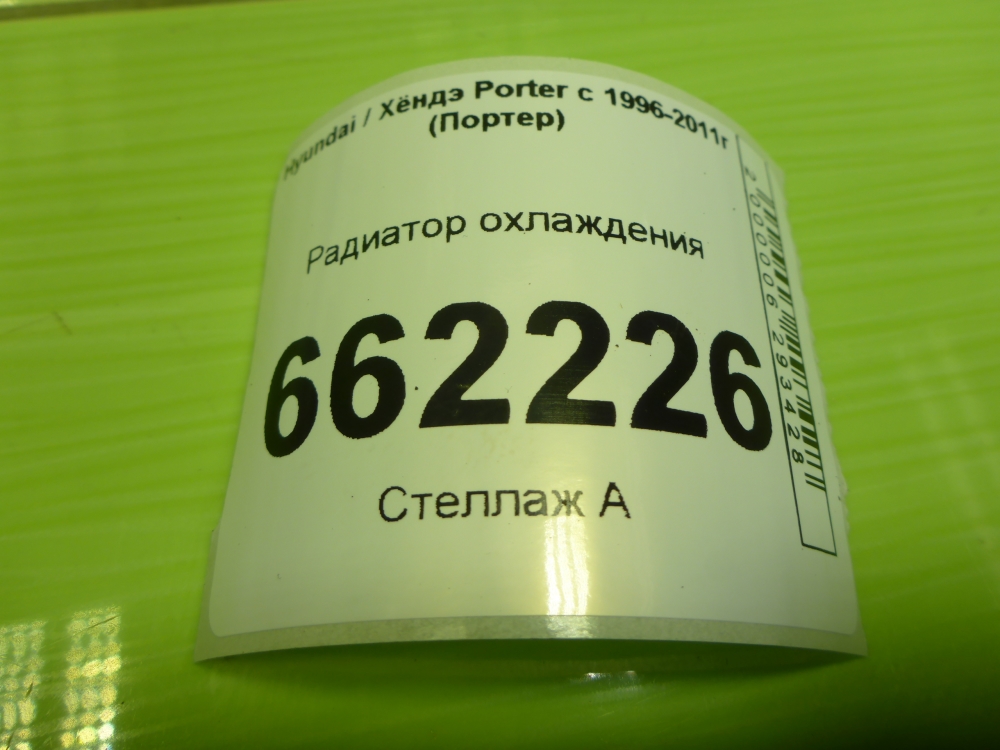 Hyundai / Хёндэ Porter с 1996-2011г
(Портер)
Радиатор охлаждения
662226
Стеллаж А
2000006293428